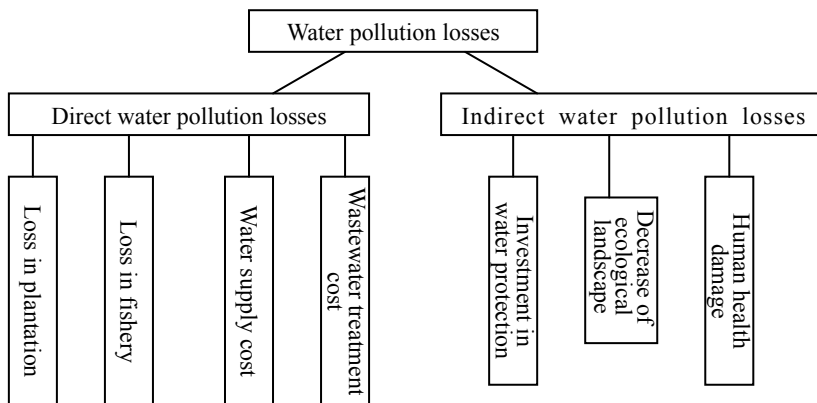 Water pollution losses
Direct water pollution losses
Indirect water pollution losses
Loss in plantation
Loss in fishery
Water supply cost
Wastewater treatment
cost
Investment in
water protection
Decrease of
ecological
landscape
Human health
damage